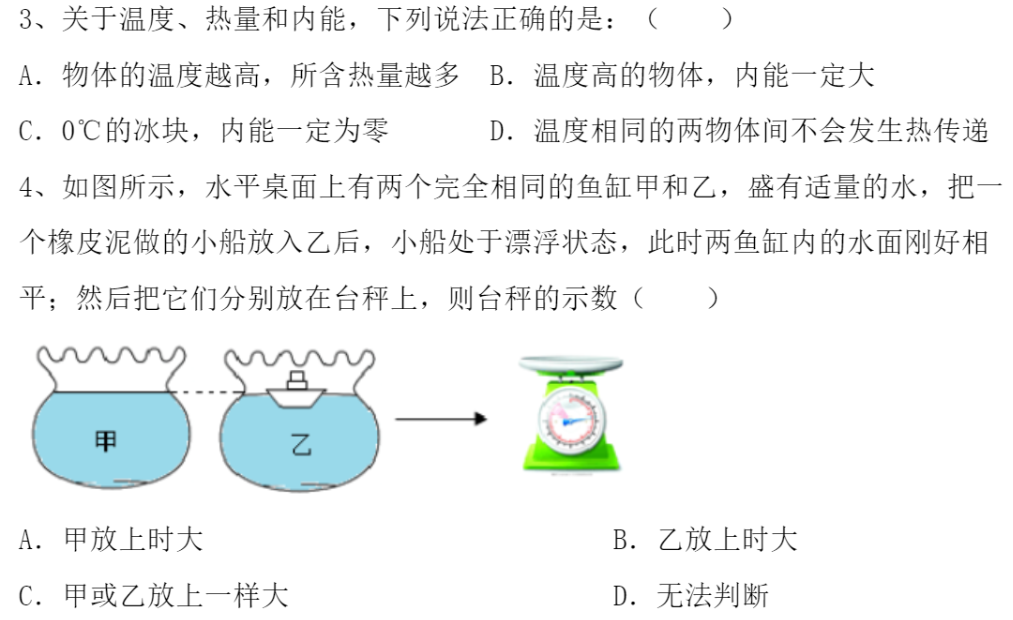 3、关于温度、热量和内能，下列说法正确的是：（　　）
A．物体的温度越高，所含热量越多　B．温度高的物体，内能一定大
C．0℃的冰块，内能一定为零　　　D．温度相同的两物体间不会发生热传递
4、如图所示，水平桌面上有两个完全相同的鱼缸甲和乙，盛有适量的水，把一
个橡皮泥做的小船放入乙后，小船处于漂浮状态，此时两鱼缸内的水面刚好相
平；然后把它们分别放在台秤上，则台秤的示数（　　）
甲　乙
A．甲放上时大　　　B．乙放上时大
C．甲或乙放上一样大　　　D．无法判断